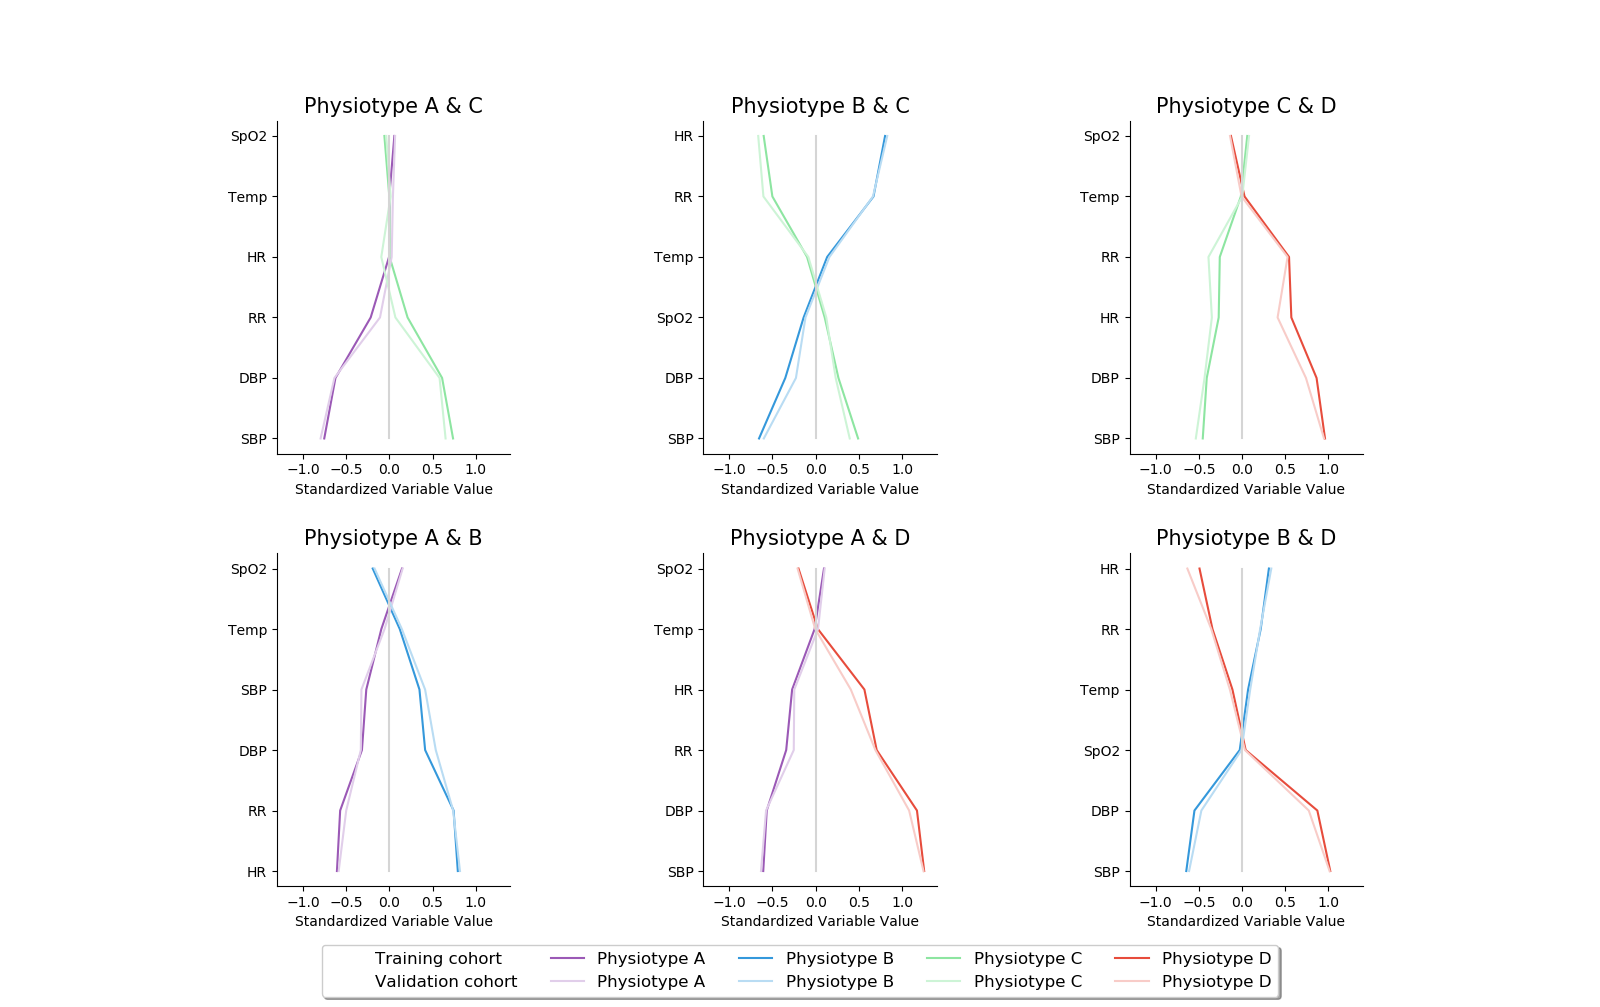 Physiotype A & C
SpO2
Temp
HR
RR
DBP
SBP
−1.0 −0.5 0.0 0.5 1.0
Standardized Variable Value
Physiotype B & C
HR
RR
Temp
SpO2
DBP
SBP
−1.0 −0.5 0.0 0.5 1.0
Standardized Variable Value
Physiotype C & D
SpO2
Temp
RR
HR
DBP
SBP
−1.0 −0.5 0.0 0.5 1.0
Standardized Variable Value
Physiotype A & B
SpO2
Temp
SBP
DBP
RR
HR
−1.0 −0.5 0.0 0.5 1.0
Standardized Variable Value
Physiotype A & D
SpO2
Temp
HR
RR
DBP
SBP
−1.0 −0.5 0.0 0.5 1.0
Standardized Variable Value
Physiotype B & D
HR
RR
Temp
SpO2
DBP
SBP
−1.0 −0.5 0.0 0.5 1.0
Standardized Variable Value
Training cohort Physiotype A Physiotype B Physiotype C Physiotype D
Validation cohort Physiotype A Physiotype B Physiotype C Physiotype D